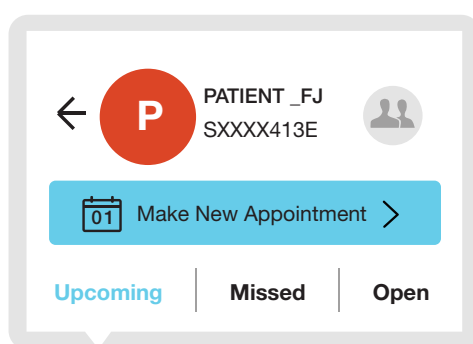 P
PATIENT _FJ
SXXXX413E
01 Make New Appointment
Upcoming Missed Open